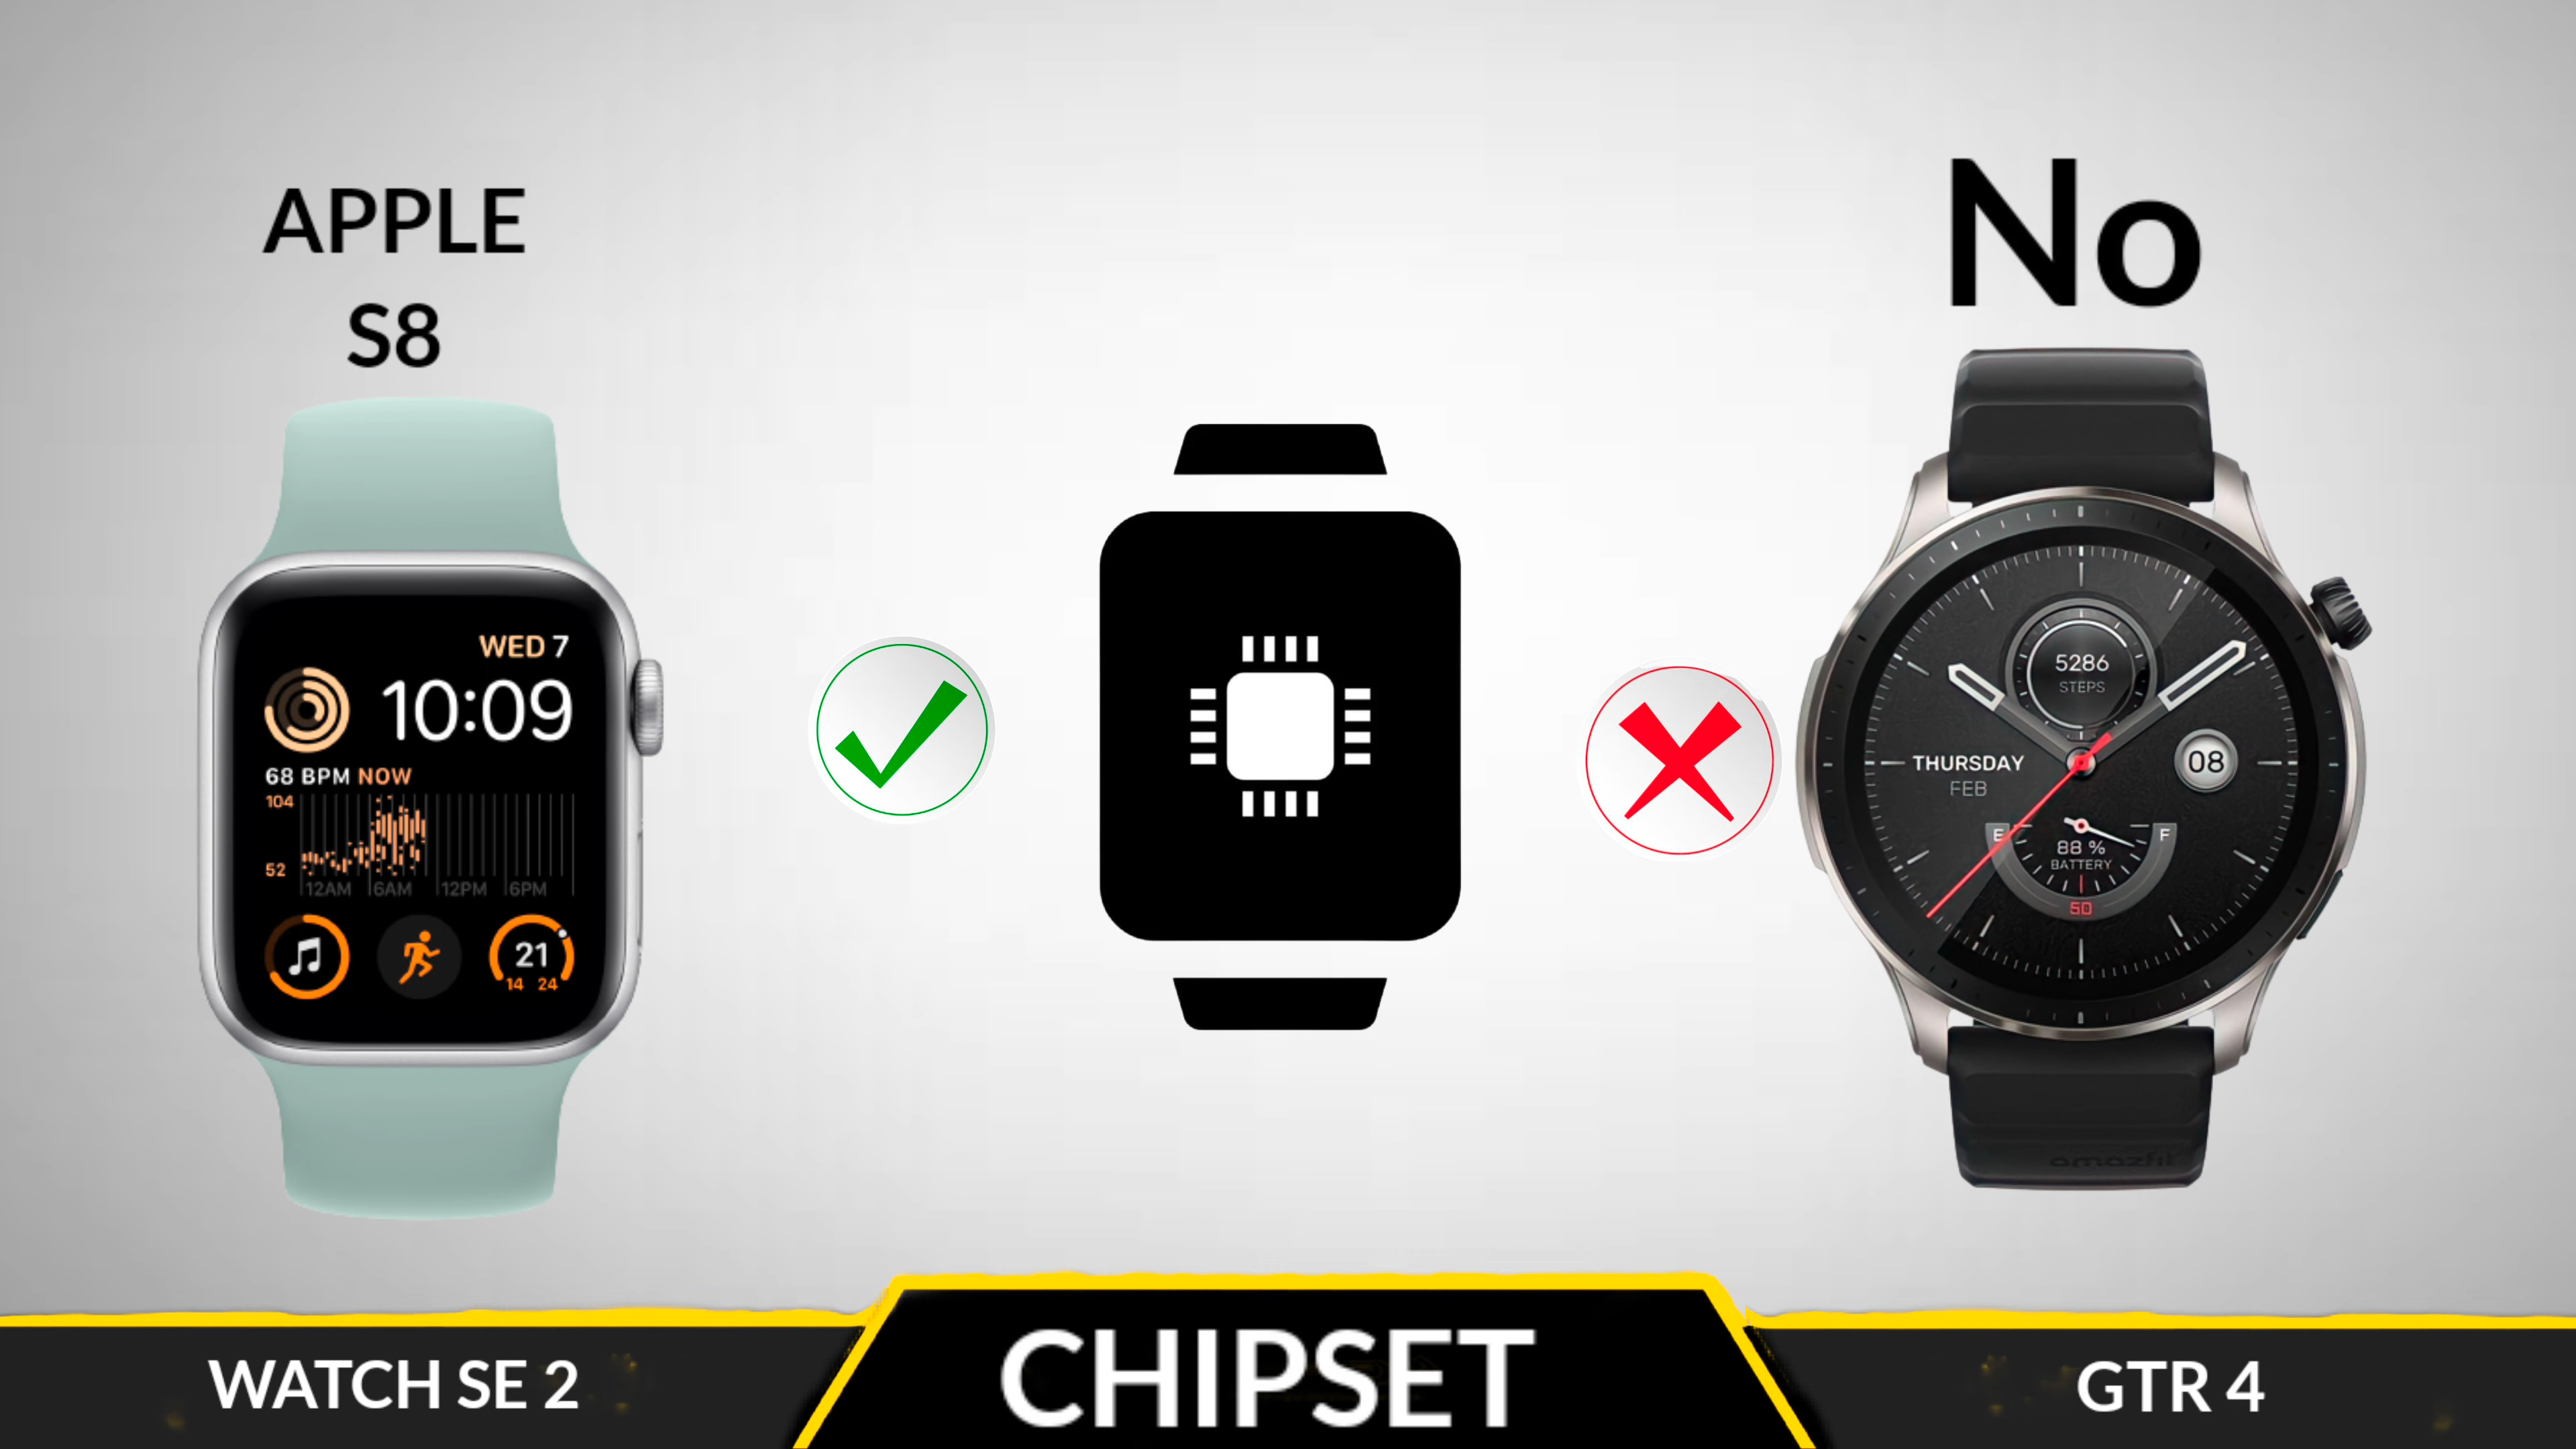 APPLE
S8
No
WED 7
10:09
68 BPM NOW
104
52
12AM 6AM 12PM 6PM
21
14 24
5286
STEPS
THURSDAY
FEB
08
E F
88 %
BATTERY
50
amazfit
WATCH SE 2
CHIPSET
GTR 4